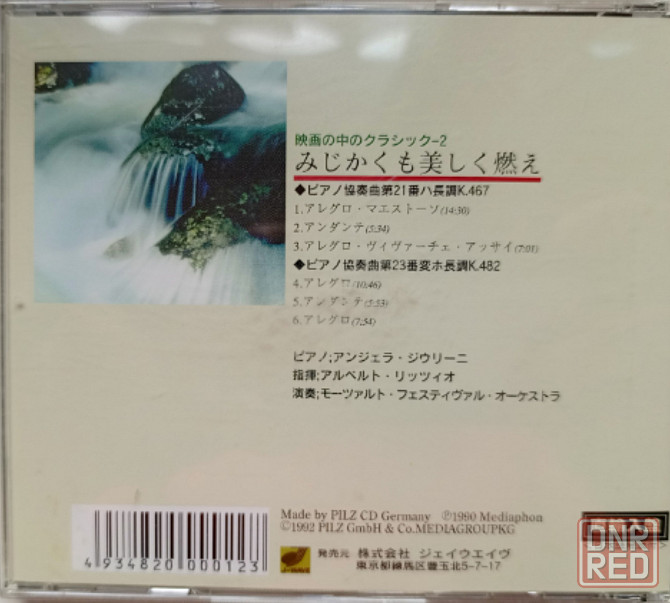 映画の中のクラシック-2
みじかくも美しく燃え
◆ピアノ協奏曲第21番ハ長調K.467
1.アレグロ・マエストーソ(14:30)
2.アンダンテ(5:34)
3.アレグロ・ヴィヴァーチェ・アッサイ(7:01)
◆ピアノ協奏曲第23番変ホ長調K.482
4.アレグロ(10:46)
5.アンダンテ(5:53)
6.アレグロ(7:54)
ピアノ;アンジェラ・ジウリーニ
指揮;アルベルト・リッツィオ
演奏;モーツァルト・フェスティヴァル・オーケストラ
Made by PILZ CD Germany ℗1990 Mediaphon
©1992 PILZ GmbH & Co.MEDIAGROUPKG
4 934820 000123
発売元 株式会社 ジェイウエイヴ
東京都練馬区豊玉北5-7-17
DNR
RED